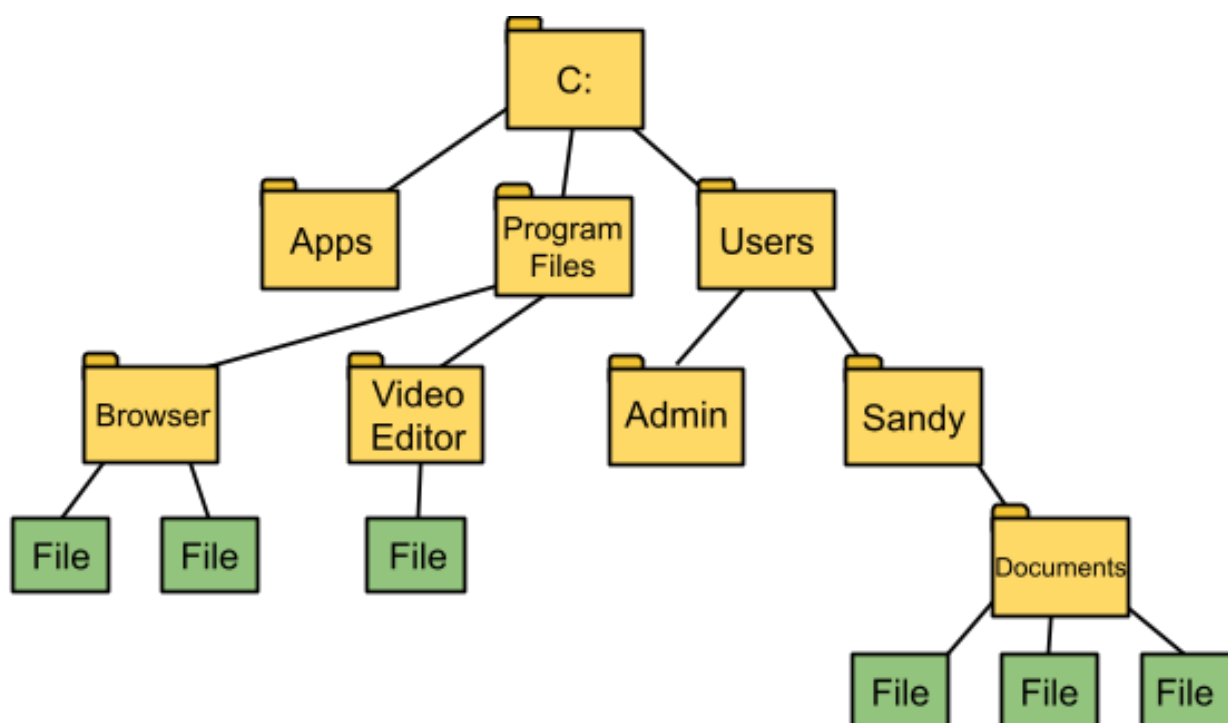 C:
Apps
Program
Files
Users
Browser
Video
Editor
Admin
Sandy
File
File
File
Documents
File
File
File